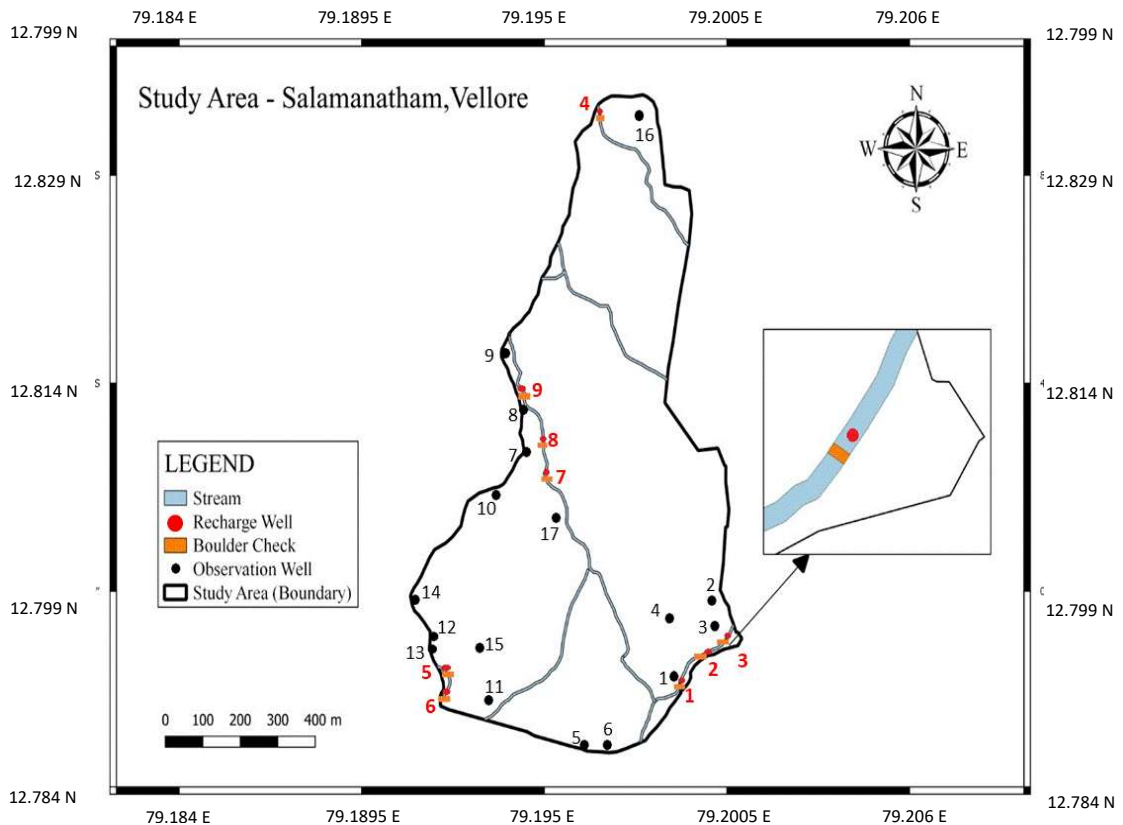 79.184 E 79.1895 E 79.195 E 79.2005 E 79.206 E
12.799 N 12.799 N
Study Area - Salamanatham,Vellore
N
W E
S
4
16
12.829 N S 12.829 N
9
9
12.814 N S 4 12.814 N
8
8
7
7
LEGEND
Stream
Recharge Well
Boulder Check
Observation Well
Study Area (Boundary)
10
17
14
2
12.799 N 12.799 N
4
3
12
13
15
3
2
5
1
1
11
6
0 100 200 300 400 m
5
6
12.784 N 12.784 N
79.184 E 79.1895 E 79.195 E 79.2005 E 79.206 E